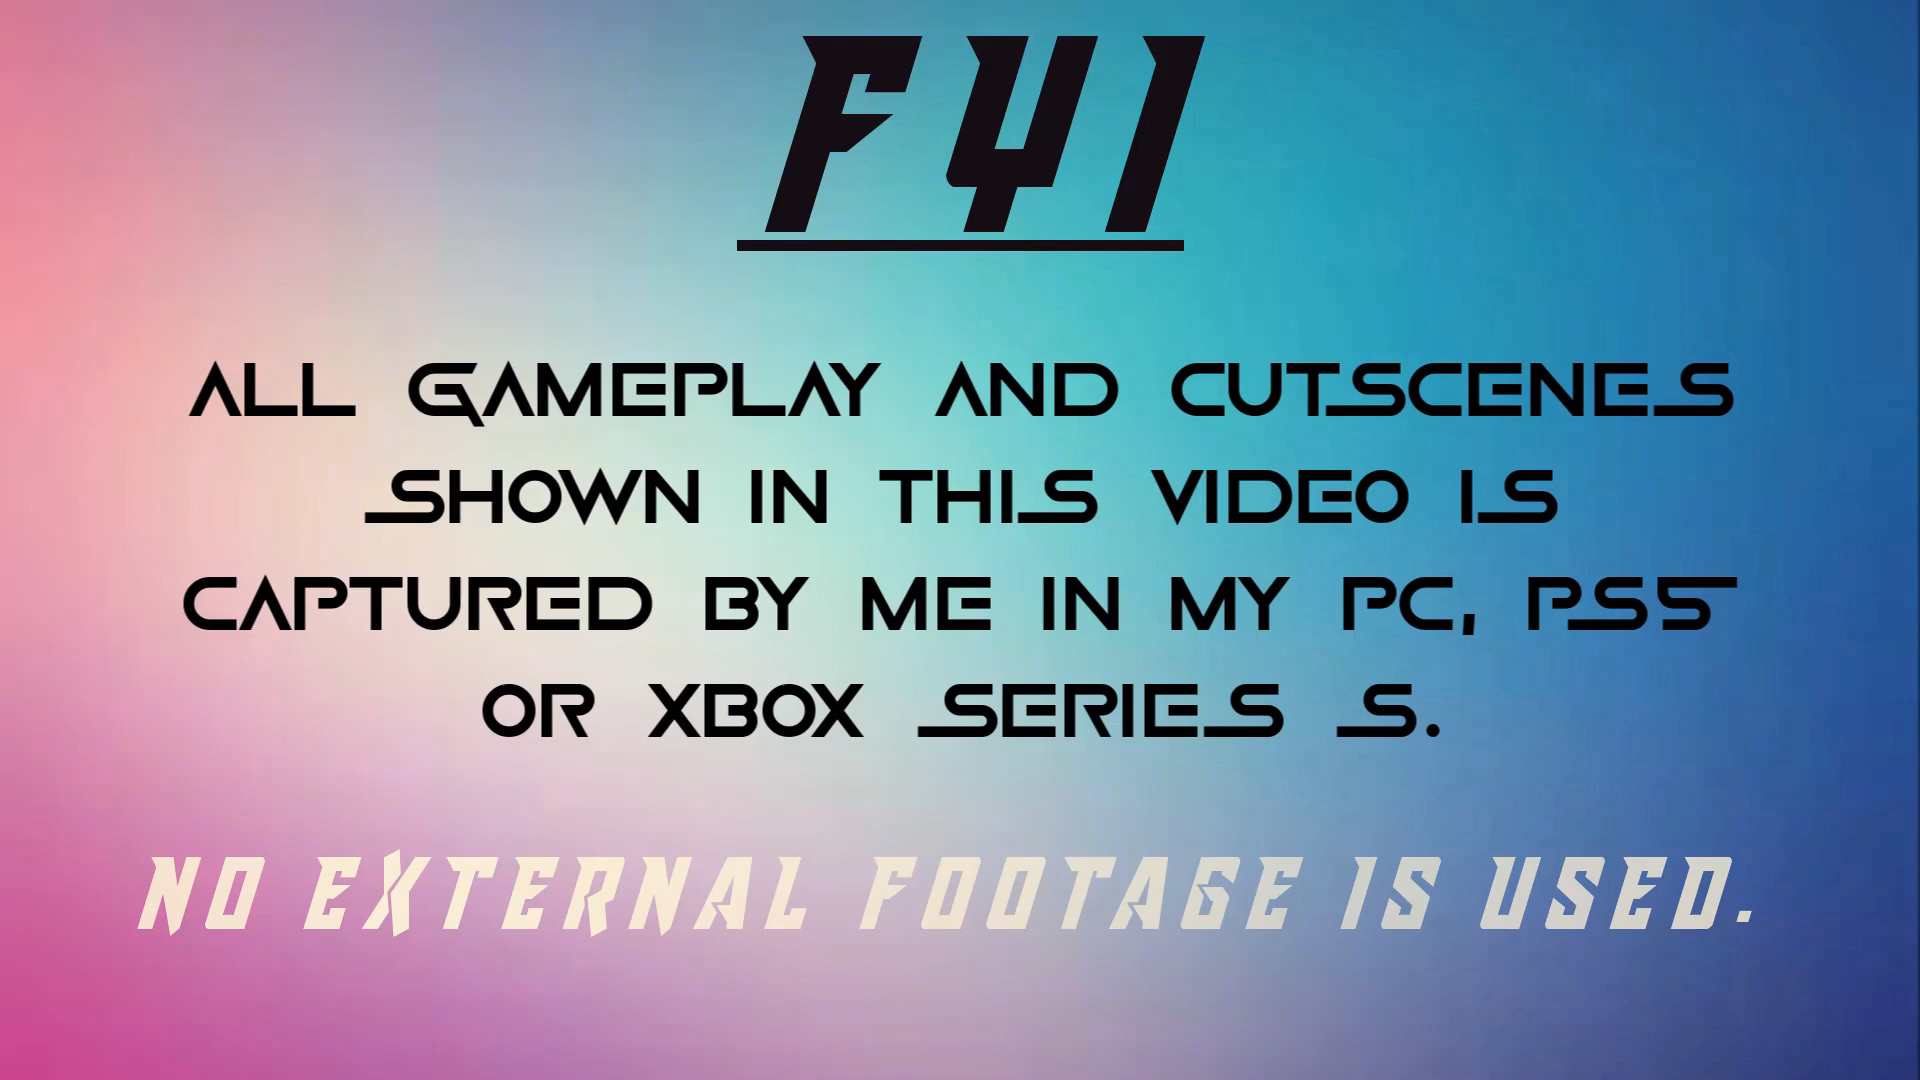 FYI
ALL GAMEPLAY AND CUTSCENES
SHOWN IN THIS VIDEO IS
CAPTURED BY ME IN MY PC, PS5
OR XBOX SERIES S.
NO EXTERNAL FOOTAGE IS USED.